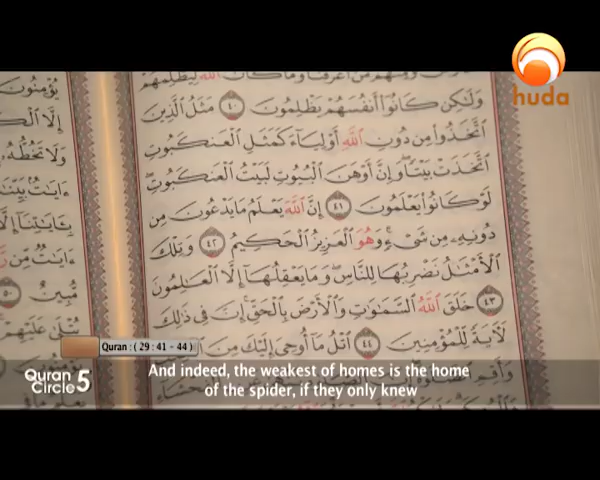 huda
وَلَٰكِن كَانُوٓا۟ أَنفُسَهُمْ يَظْلِمُونَ ٤٠ مَثَلُ ٱلَّذِينَ
ٱتَّخَذُوا۟ مِن دُونِ ٱللَّهِ أَوْلِيَآءَ كَمَثَلِ ٱلْعَنكَبُوتِ
ٱتَّخَذَتْ بَيْتًا وَإِنَّ أَوْهَنَ ٱلْبُيُوتِ لَبَيْتُ ٱلْعَنكَبُوتِ
لَوْ كَانُوا۟ يَعْلَمُونَ ٤١ إِنَّ ٱللَّهَ يَعْلَمُ مَا يَدْعُونَ مِن
دُونِهِۦ مِن شَىْءٍ وَهُوَ ٱلْعَزِيزُ ٱلْحَكِيمُ ٤٢ وَتِلْكَ
ٱلْأَمْثَٰلُ نَضْرِبُهَا لِلنَّاسِ وَمَا يَعْقِلُهَآ إِلَّا ٱلْعَٰلِمُونَ
٤٣ خَلَقَ ٱللَّهُ ٱلسَّمَٰوَٰتِ وَٱلْأَرْضَ بِٱلْحَقِّ إِنَّ فِى ذَٰلِكَ
لَءَايَةً لِّلْمُؤْمِنِينَ ٤٤ ٱتْلُ مَآ أُوحِىَ إِلَيْكَ مِنَ
يُؤْمِنُونَ
مُّبِينٌ ٥٠
Quran : ( 29 : 41 - 44 )
Quran Circle 5
And indeed, the weakest of homes is the home
of the spider, if they only knew